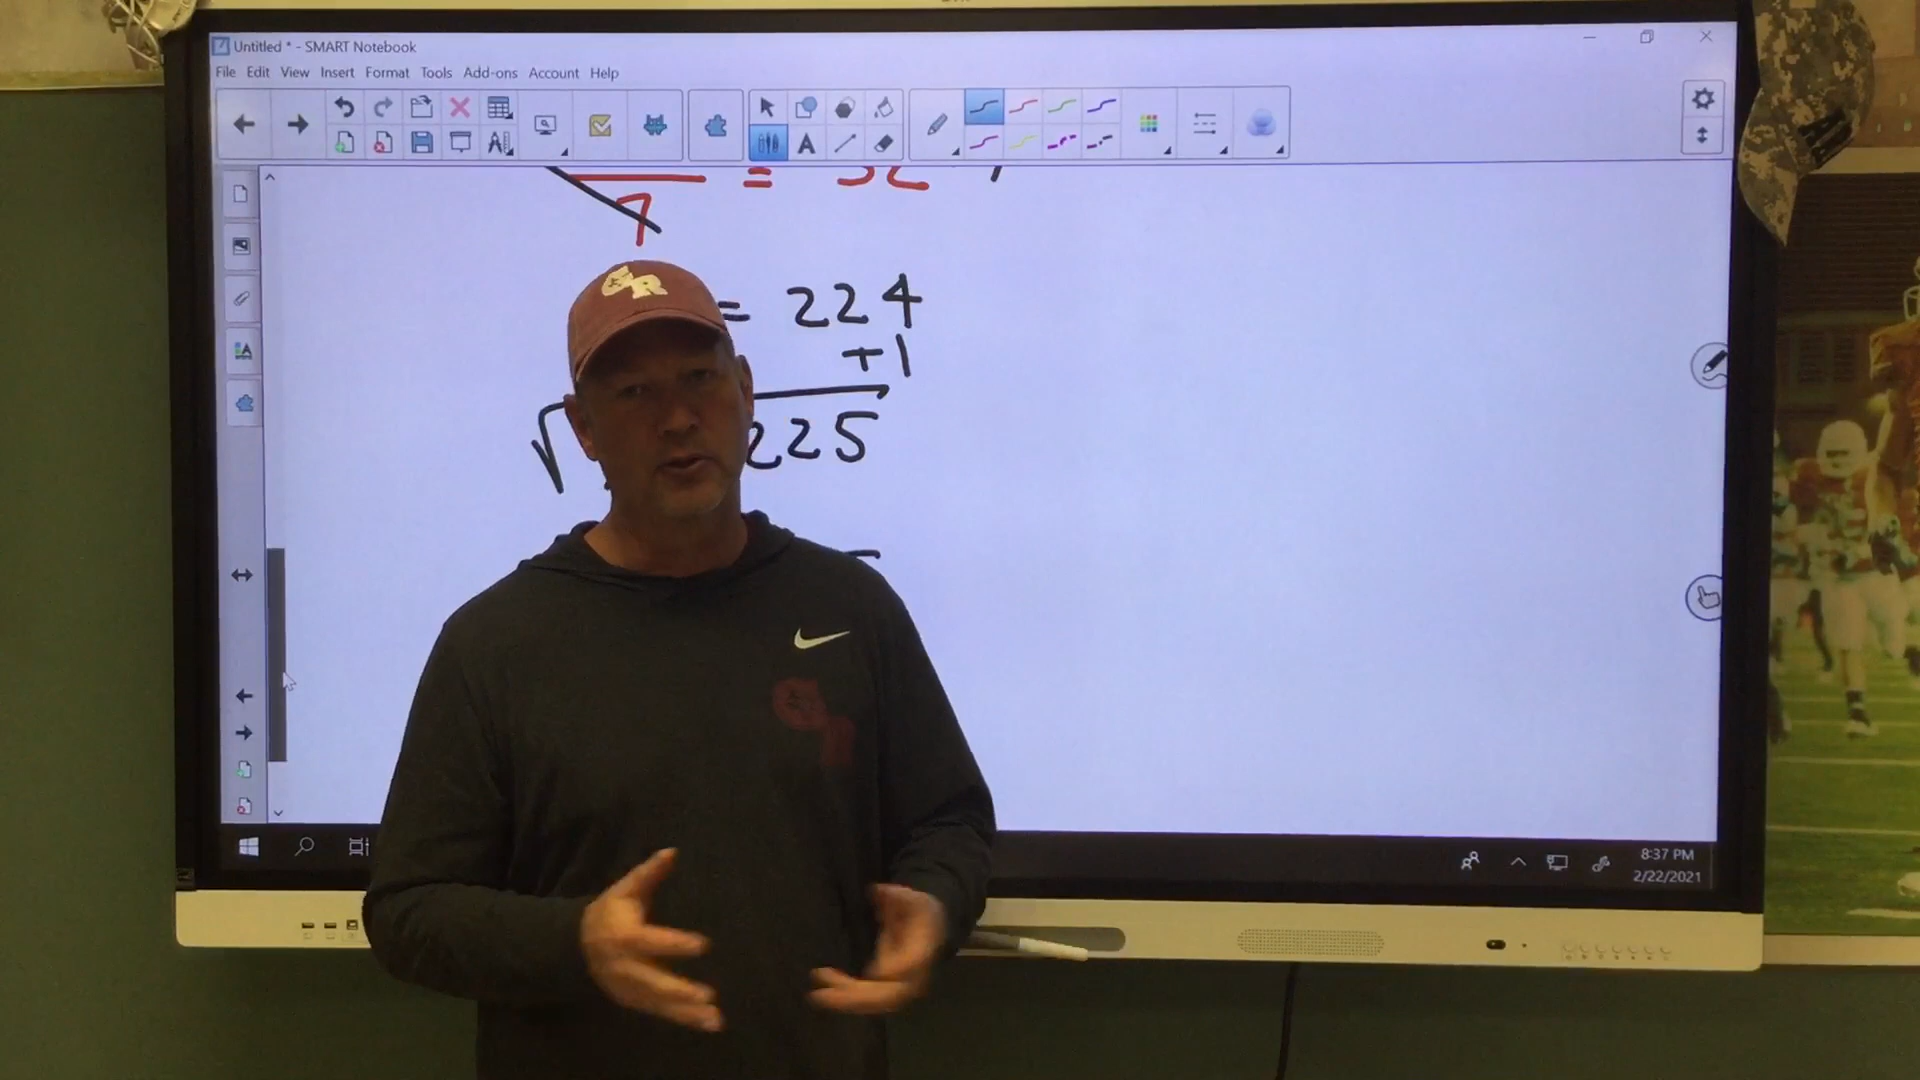 Untitled * - SMART Notebook
File Edit View Insert Format Tools Add-ons Account Help
A
7
= 224
+1
√ 225
GR
8:37 PM
2/22/2021